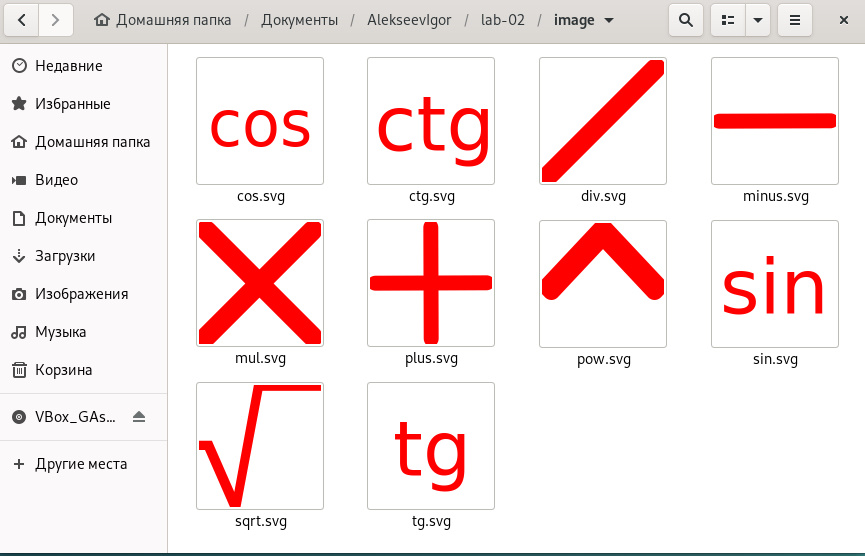 Домашняя папка / Документы / AlekseevIgor / lab-02 / image
Недавние
Избранные
Домашняя папка
Видео
Документы
Загрузки
Изображения
Музыка
Корзина
VBox_GAs...
Другие места
cos ctg
cos.svg ctg.svg div.svg minus.svg
sin
mul.svg plus.svg pow.svg sin.svg
√ tg
sqrt.svg tg.svg